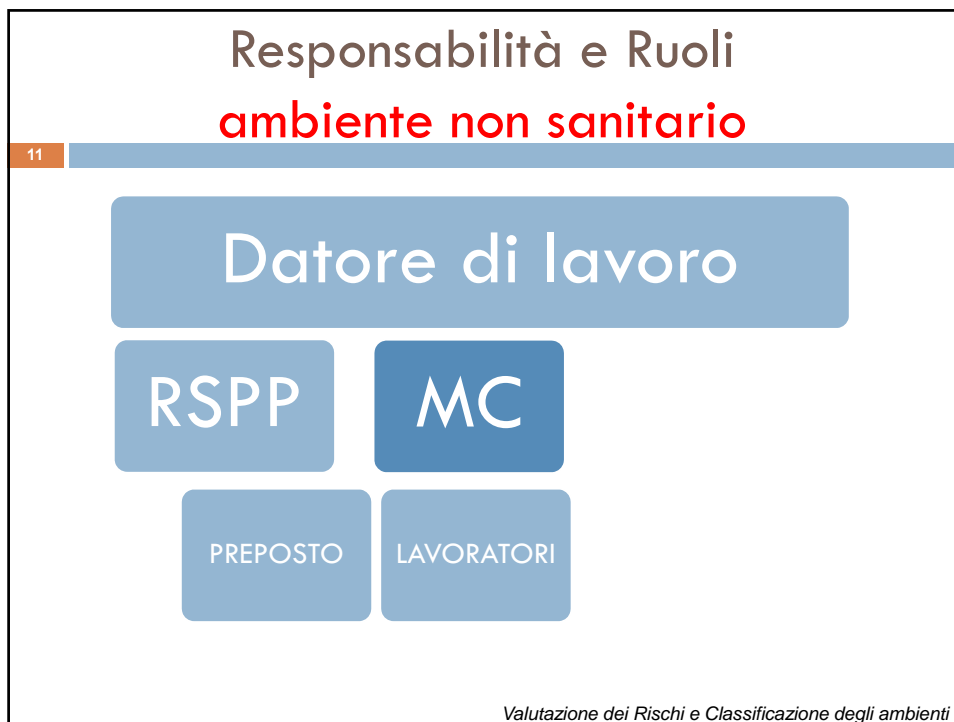 Responsabilità e Ruoli
ambiente non sanitario
11
Datore di lavoro
RSPP
MC
PREPOSTO
LAVORATORI
Valutazione dei Rischi e Classificazione degli ambienti